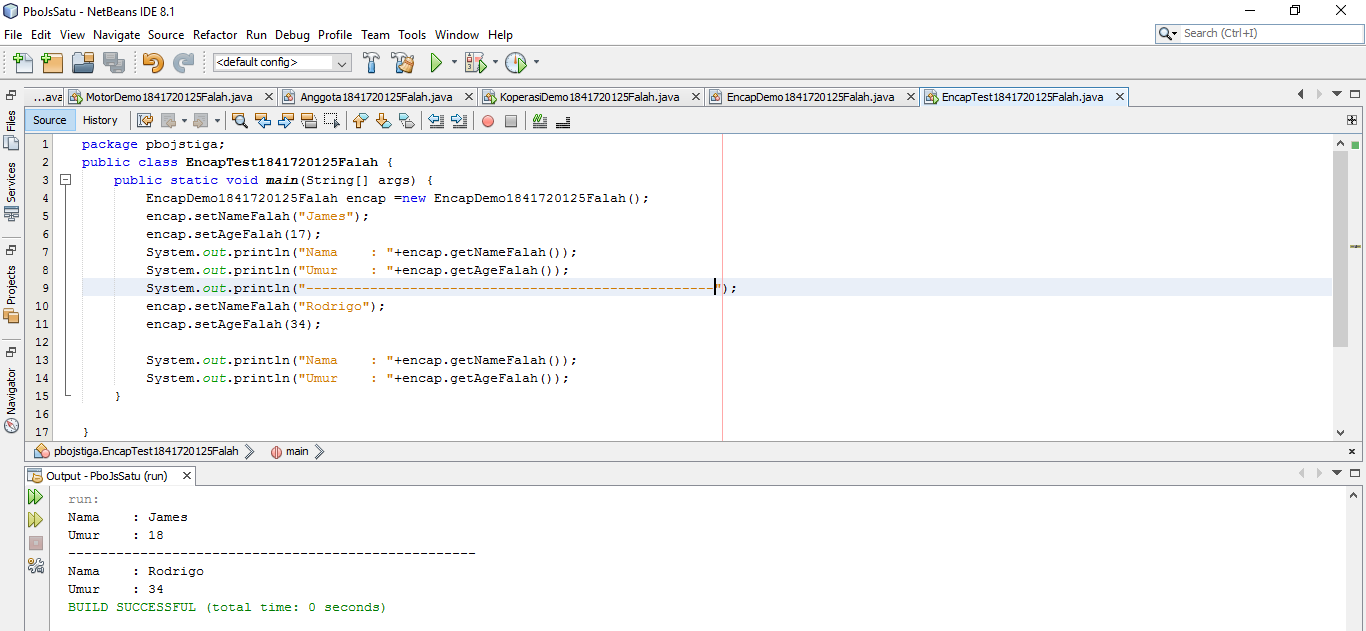 PboJsSatu - NetBeans IDE 8.1
File Edit View Navigate Source Refactor Run Debug Profile Team Tools Window Help
Search (Ctrl+I)
<default config>
...ava MotorDemo1841720125Falah.java Anggota1841720125Falah.java KoperasiDemo1841720125Falah.java EncapDemo1841720125Falah.java EncapTest1841720125Falah.java
Files
Services
Projects
Navigator
Source History
1 package pbojstiga;
2 public class EncapTest1841720125Falah {
3 public static void main(String[] args) {
4 EncapDemo1841720125Falah encap =new EncapDemo1841720125Falah();
5 encap.setNameFalah("James");
6 encap.setAgeFalah(17);
7 System.out.println("Nama    : "+encap.getNameFalah());
8 System.out.println("Umur    : "+encap.getAgeFalah());
9 System.out.println("---------------------------------------------------");
10 encap.setNameFalah("Rodrigo");
11 encap.setAgeFalah(34);
12
13 System.out.println("Nama    : "+encap.getNameFalah());
14 System.out.println("Umur    : "+encap.getAgeFalah());
15 }
16
17 }
pbojstiga.EncapTest1841720125Falah main
Output - PboJsSatu (run)
run:
Nama    : James
Umur    : 18
---------------------------------------------------
Nama    : Rodrigo
Umur    : 34
BUILD SUCCESSFUL (total time: 0 seconds)